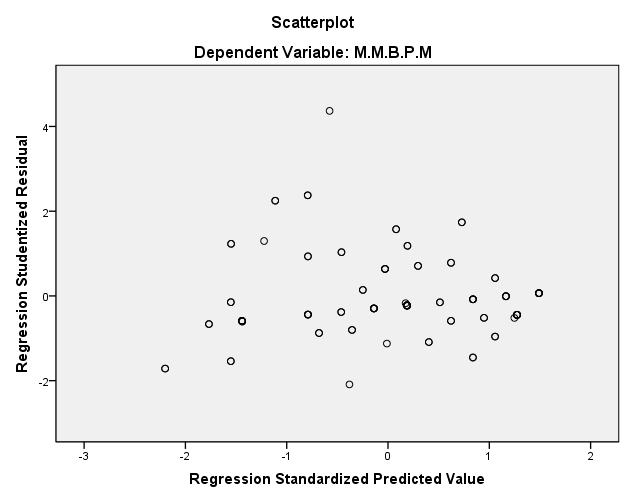 Scatterplot
Dependent Variable: M.M.B.P.M
Regression Studentized Residual
4
2
0
-2
-3
-2
-1
0
1
2
Regression Standardized Predicted Value